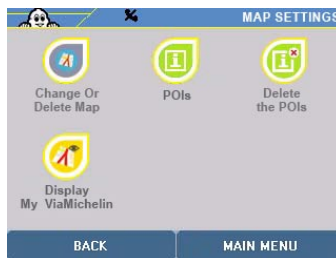 MAP SETTINGS
Change Or
Delete Map
POIs
Delete
the POIs
Display
My ViaMichelin
BACK
MAIN MENU